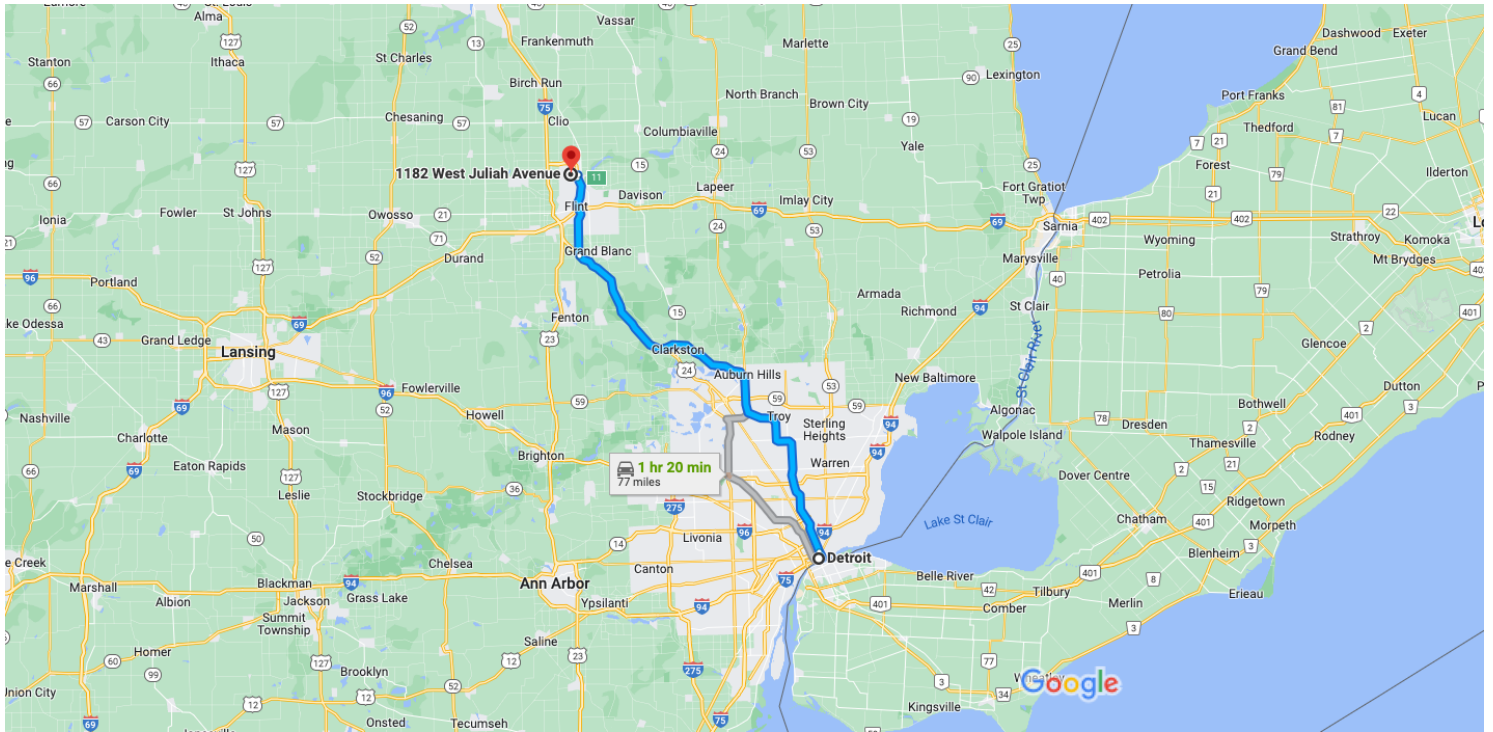 Alma
Vassar
Dashwood Exeter
Frankenmuth
Marlette
Grand Bend
Stanton
Ithaca
St Charles
Lexington
Birch Run
North Branch
Brown City
Port Franks
Carson City
Chesaning
Clio
Columbiaville
Thedford
Lucan
Yale
Forest
1182 West Juliah Avenue
11
Ilderton
Flint
Davison
Lapeer
Imlay City
Fort Gratiot
Twp
Ionia
Fowler
St Johns
Owosso
Sarnia
Wyoming
Strathroy
Komoka
Grand Blanc
Durand
Marysville
Petrolia
Mt Brydges
Portland
Armada
St Clair
Richmond
Fenton
Grand Ledge
Glencoe
Lansing
Clarkston
St Clair River
Auburn Hills
New Baltimore
Fowlerville
Dutton
Nashville
Howell
Troy
Algonac
Bothwell
Charlotte
Mason
Sterling
Heights
Walpole Island
Dresden
Thamesville
Rodney
Brighton
Warren
Eaton Rapids
1 hr 20 min
77 miles
Dover Centre
Leslie
Stockbridge
Ridgetown
Lake St Clair
Chatham
Morpeth
Livonia
Blenheim
Chelsea
Canton
Detroit
Marshall
Blackman
Ann Arbor
Belle River
Tilbury
Albion
Jackson
Grass Lake
Ypsilanti
Comber
Merlin
Erieau
Summit
Township
Saline
Homer
Brooklyn
Google
Union City
Kingsville
Onsted
Tecumseh